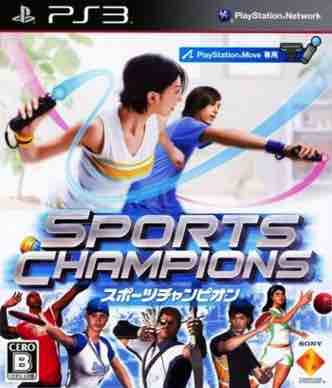 PS3
PlayStation Network
PlayStation Move 専用
SPORTS
CHAMPIONS
スポーツチャンピオン
CERO
B
SONY